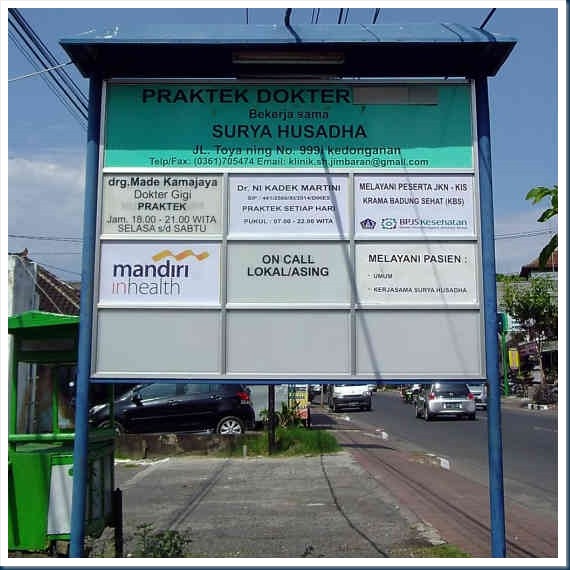 PRAKTEK DOKTER
Bekerja sama
SURYA HUSADHA
JL. Toya ning No. 999j kedonganan
Telp/Fax. (0361)705474 Email: klinik.sh.jimbaran@gmail.com
drg.Made Kamajaya
Dokter Gigi
PRAKTEK
Jam. 18.00 - 21.00 WITA
SELASA s/d SABTU
Dr. NI KADEK MARTINI
PRAKTEK SETIAP HARI
PUKUL : 07.00 - 22.00 WITA
MELAYANI PESERTA JKN - KIS
KRAMA BADUNG SEHAT (KBS)
BPJS Kesehatan
mandiri
inhealth
ON CALL
LOKAL/ASING
MELAYANI PASIEN :
- UMUM
- KERJASAMA SURYA HUSADHA